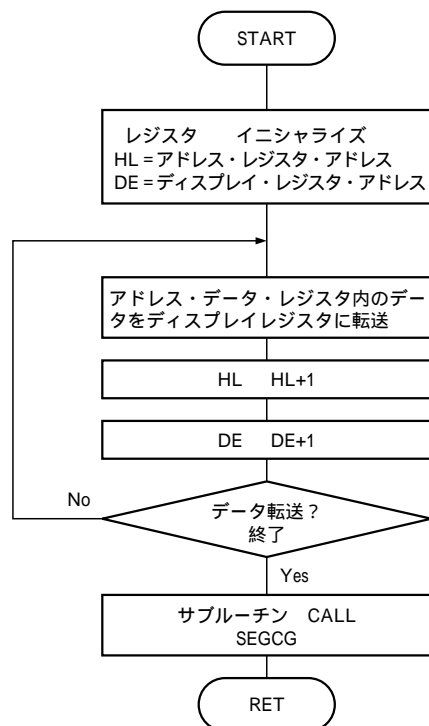 START
レジスタ イニシャライズ
HL=アドレス・レジスタ・アドレス
DE=ディスプレイ・レジスタ・アドレス
アドレス・データ・レジスタ内のデー
タをディスプレイレジスタに転送
HL HL+1
DE DE+1
データ転送？
終了
No
Yes
サブルーチン CALL
SEGCG
RET